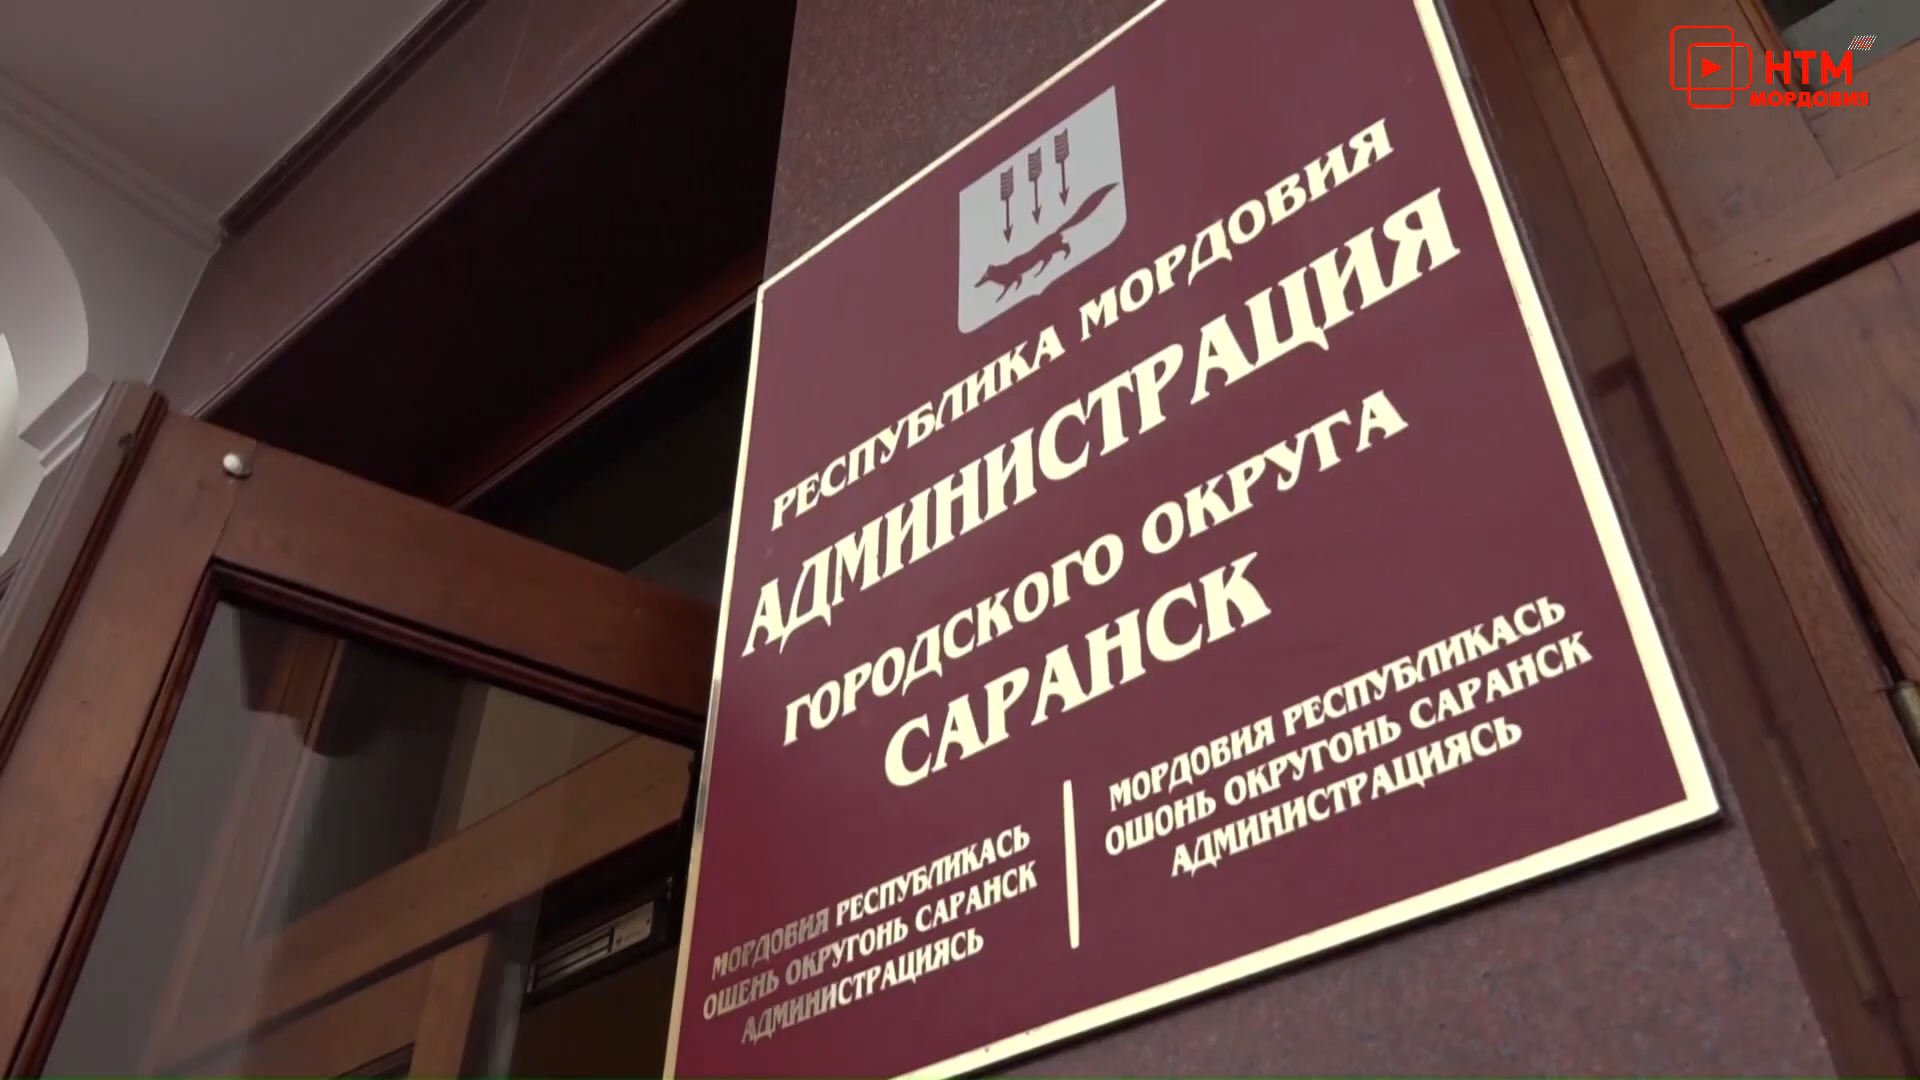 НТМ HD
МОРДОВИЯ
РЕСПУБЛИКА МОРДОВИЯ
АДМИНИСТРАЦИЯ
ГОРОДСКОГО ОКРУГА
САРАНСК
МОРДОВИЯ РЕСПУБЛИКАСЬ
ОШЕНЬ ОКРУГОНЬ САРАНСК
АДМИНИСТРАЦИЯСЬ
МОРДОВИЯ РЕСПУБЛИКАСЬ
ОШОНЬ ОКРУГОНЬ САРАНСК
АДМИНИСТРАЦИЯСЬ